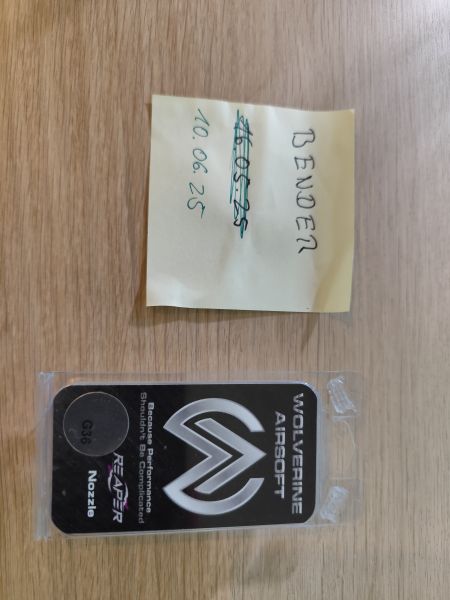 BENDER
16.05.25
10.06.25
WOLVERINE
AIRSOFT
Because Performance
Shouldn't Be Complicated
REAPER
Nozzle
G36